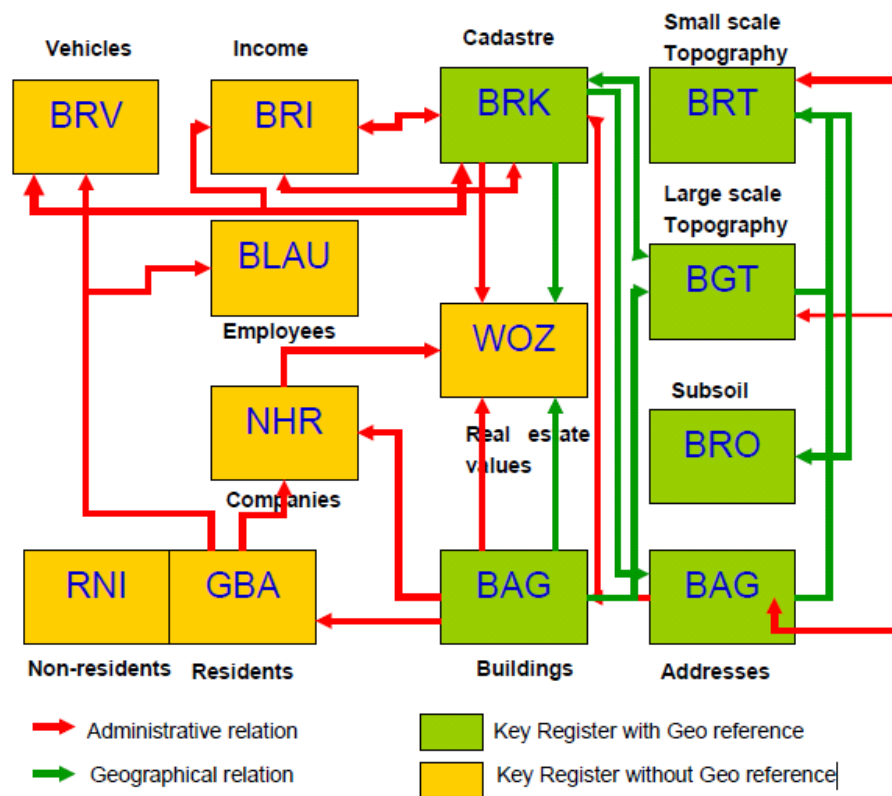 Vehicles
Income
Cadastre
Small scale
Topography
BRV
BRI
BRK
BRT
Large scale
Topography
BLAU
BGT
Employees
WOZ
NHR
Subsoil
BRO
Real estate
values
Companies
RNI
GBA
BAG
BAG
Non-residents
Residents
Buildings
Addresses
Administrative relation
Key Register with Geo reference
Geographical relation
Key Register without Geo reference